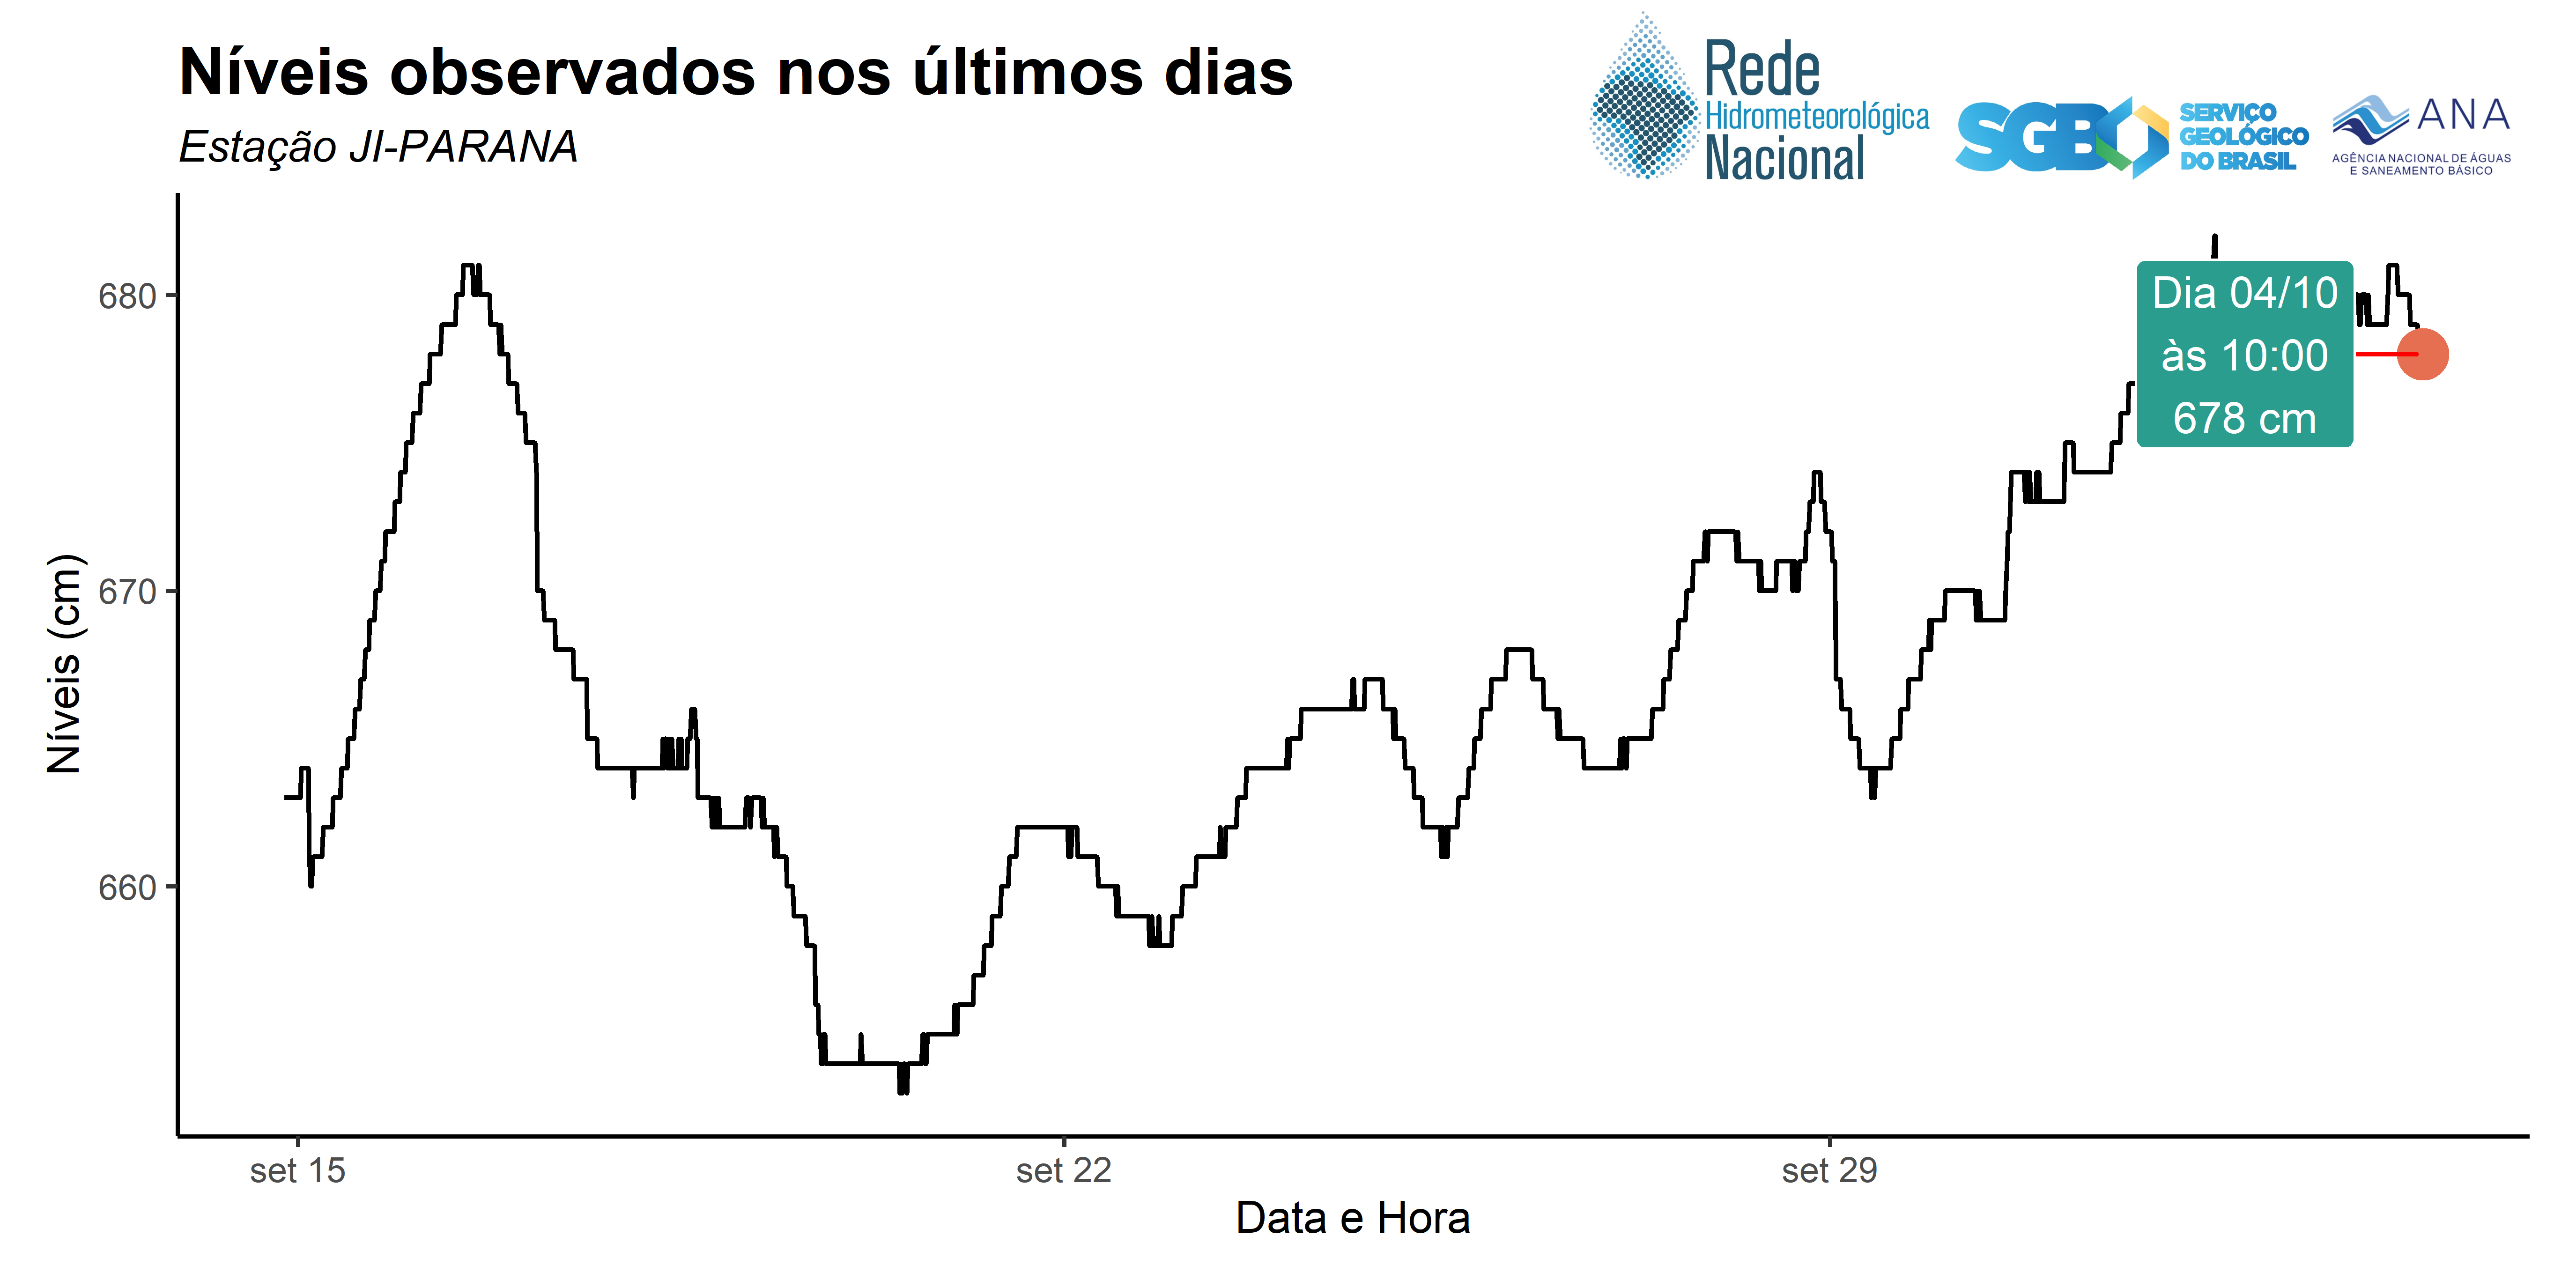 Níveis observados nos últimos dias
Estação JI-PARANA
Rede
Hidrometeorológica
Nacional
SGB
SERVIÇO
GEOLÓGICO
DO BRASIL
ANA
AGÊNCIA NACIONAL DE ÁGUAS
E SANEAMENTO BÁSICO
680
670
660
Níveis (cm)
Dia 04/10
às 10:00
678 cm
set 15
set 22
set 29
Data e Hora